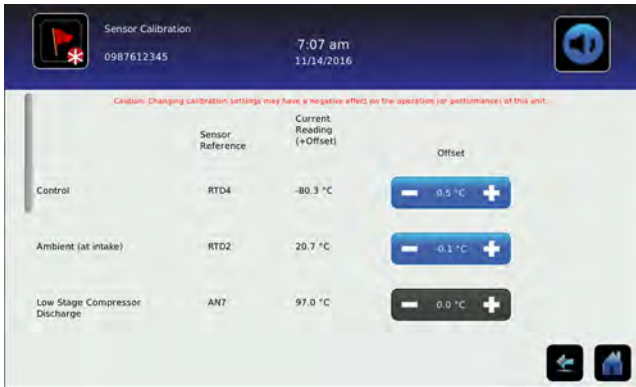 Sensor Calibration
7:07 am
0987612345
11/14/2016
Caution: Changing calibration settings may have a negative effect on the operation (or performance) of this unit.
Current
Sensor Reading
Reference (+Offset)
Offset
Control RTD4 -80.3 °C 0.5 °C
Ambient (at intake) RTD2 20.7 °C -0.1 °C
Low Stage Compressor AN7 97.0 °C 0.0 °C
Discharge